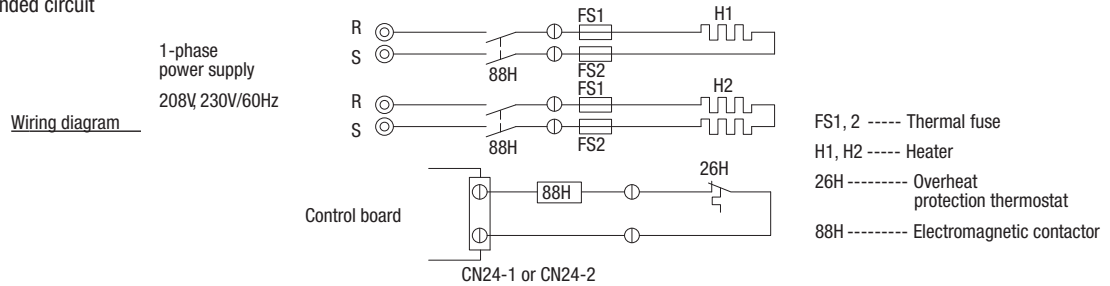 circuit
R
S
FS1
H1
88H
FS2
1-phase
power supply
208V, 230V/60Hz
Wiring diagram
R
S
FS1
H2
88H
FS2
FS1, 2 ----- Thermal fuse
H1, H2 ----- Heater
26H --------- Overheat
protection thermostat
88H --------- Electromagnetic contactor
Control board
88H
26H
CN24-1 or CN24-2